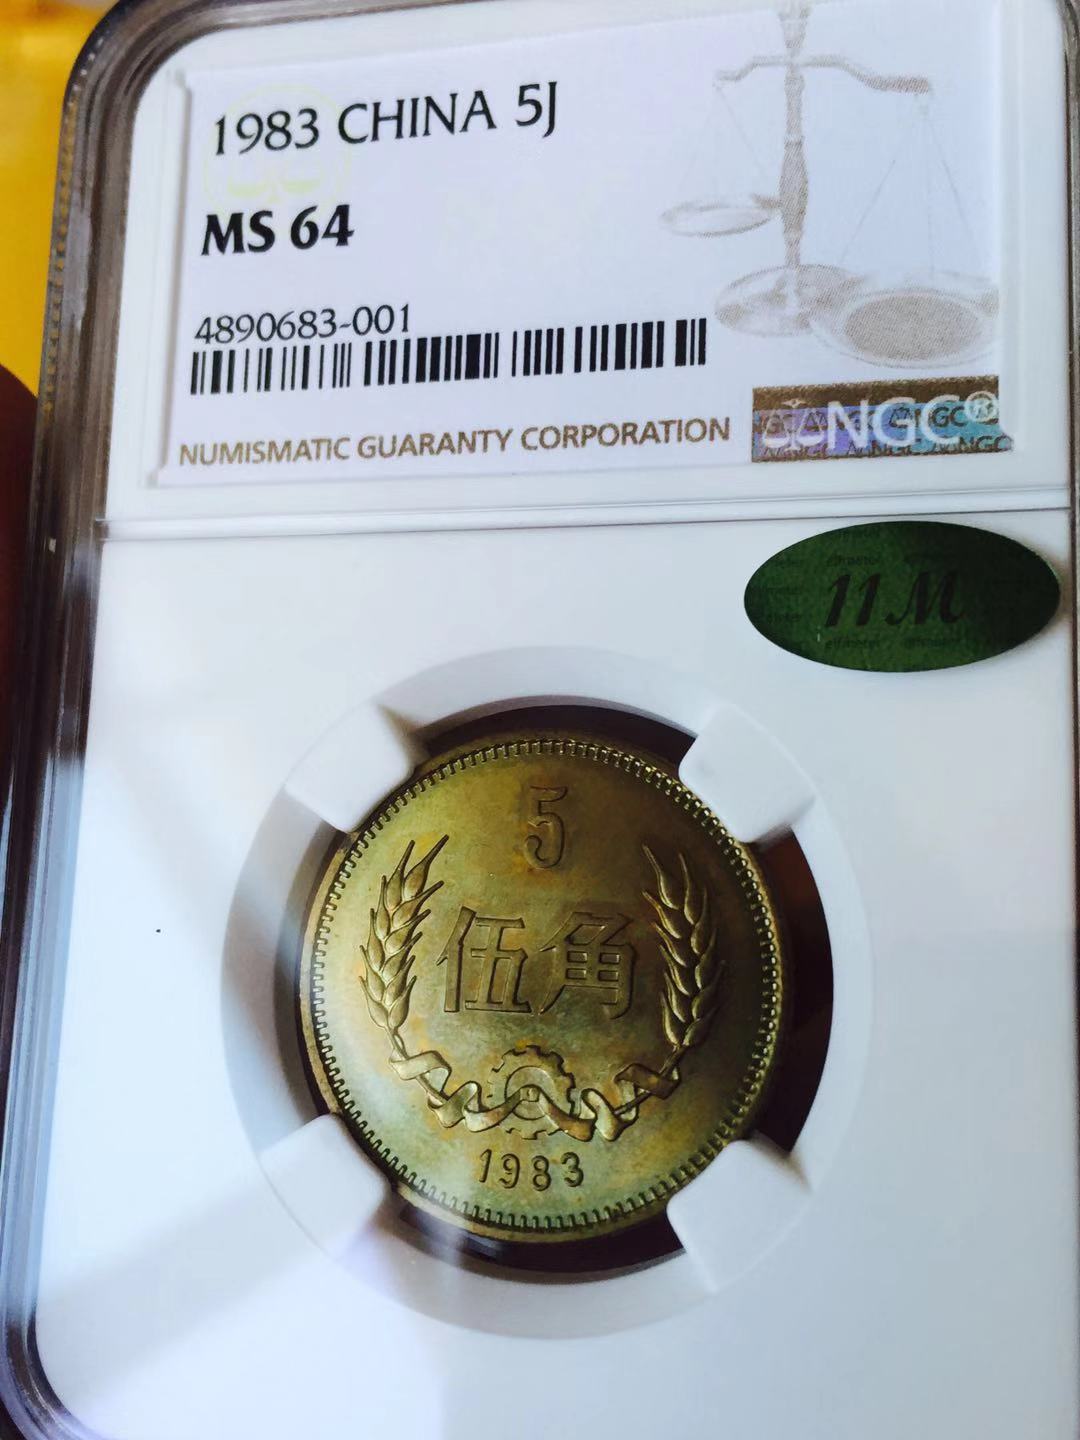 1983 CHINA 5J
MS 64
4890683-001
NUMISMATIC GUARANTY CORPORATION
NGC®
11M
5
伍角
1983